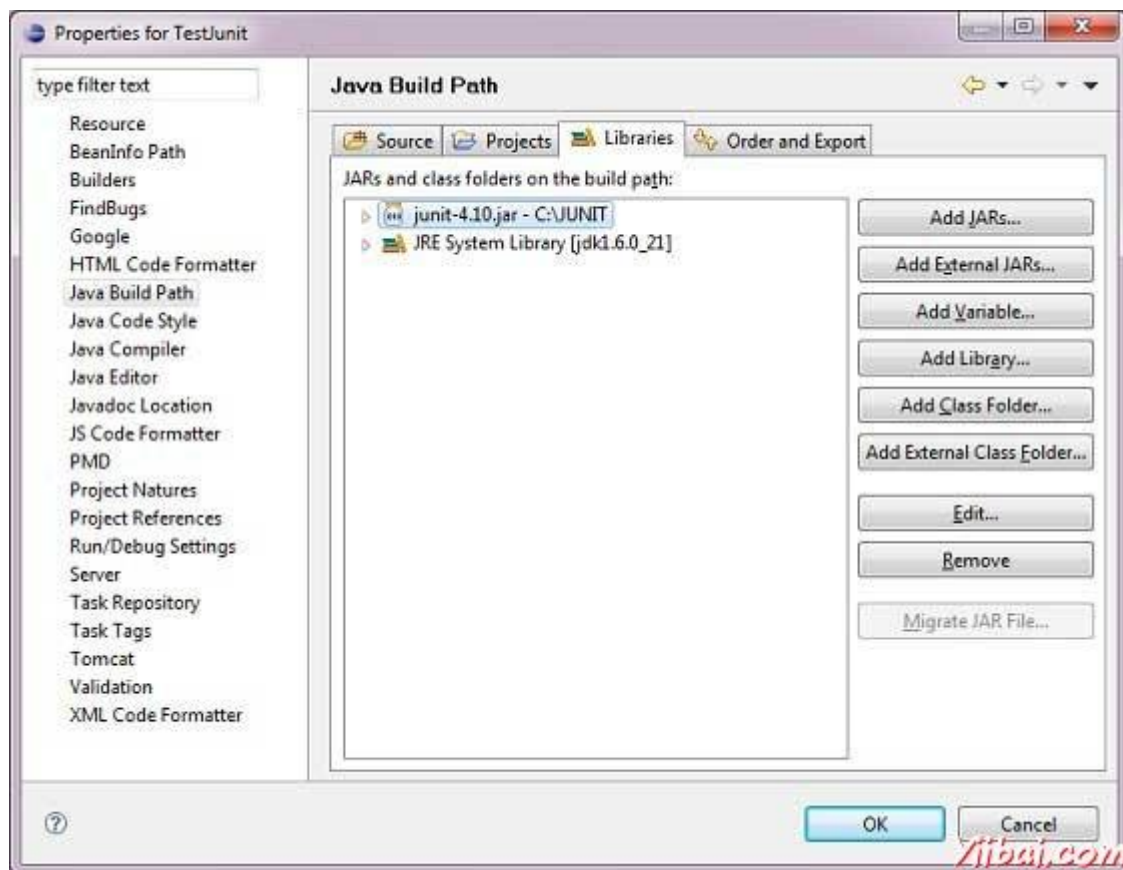 Properties for TestJunit
type filter text
Resource
BeanInfo Path
Builders
FindBugs
Google
HTML Code Formatter
Java Build Path
Java Code Style
Java Compiler
Java Editor
Javadoc Location
JS Code Formatter
PMD
Project Natures
Project References
Run/Debug Settings
Server
Task Repository
Task Tags
Tomcat
Validation
XML Code Formatter
Java Build Path
Source Projects Libraries Order and Export
JARs and class folders on the build path:
junit-4.10.jar - C:\JUNIT
JRE System Library [jdk1.6.0_21]
Add JARs...
Add External JARs...
Add Variable...
Add Library...
Add Class Folder...
Add External Class Folder...
Edit...
Remove
Migrate JAR File...
OK
Cancel
Yiibai.com